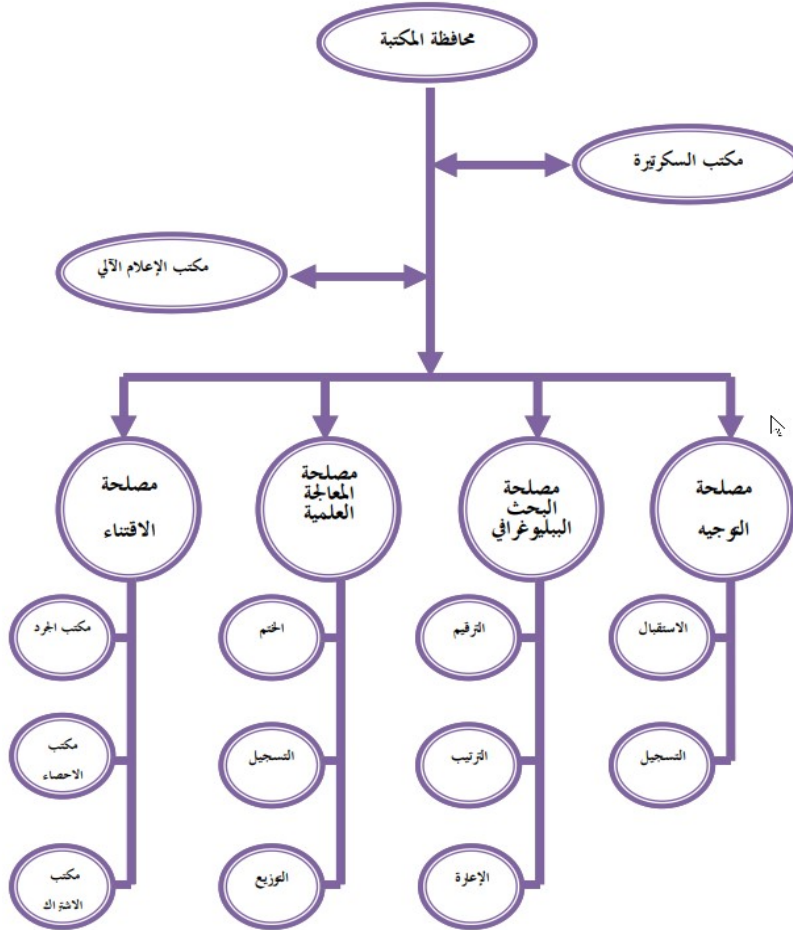 محافظة المكتبة
مكتب السكرتيرة
مكتب الإعلام الآلي
مصلحة
التوجيه
مصلحة
البحث
الببليوغرافي
مصلحة
المعالجة
العلمية
مصلحة
الاقتناء
الاستقبال
الترقيم
الختم
مكتب الجرد
التسجيل
الترتيب
التسجيل
مكتب
الاحصاء
الإعارة
التوزيع
مكتب
الاشتراك